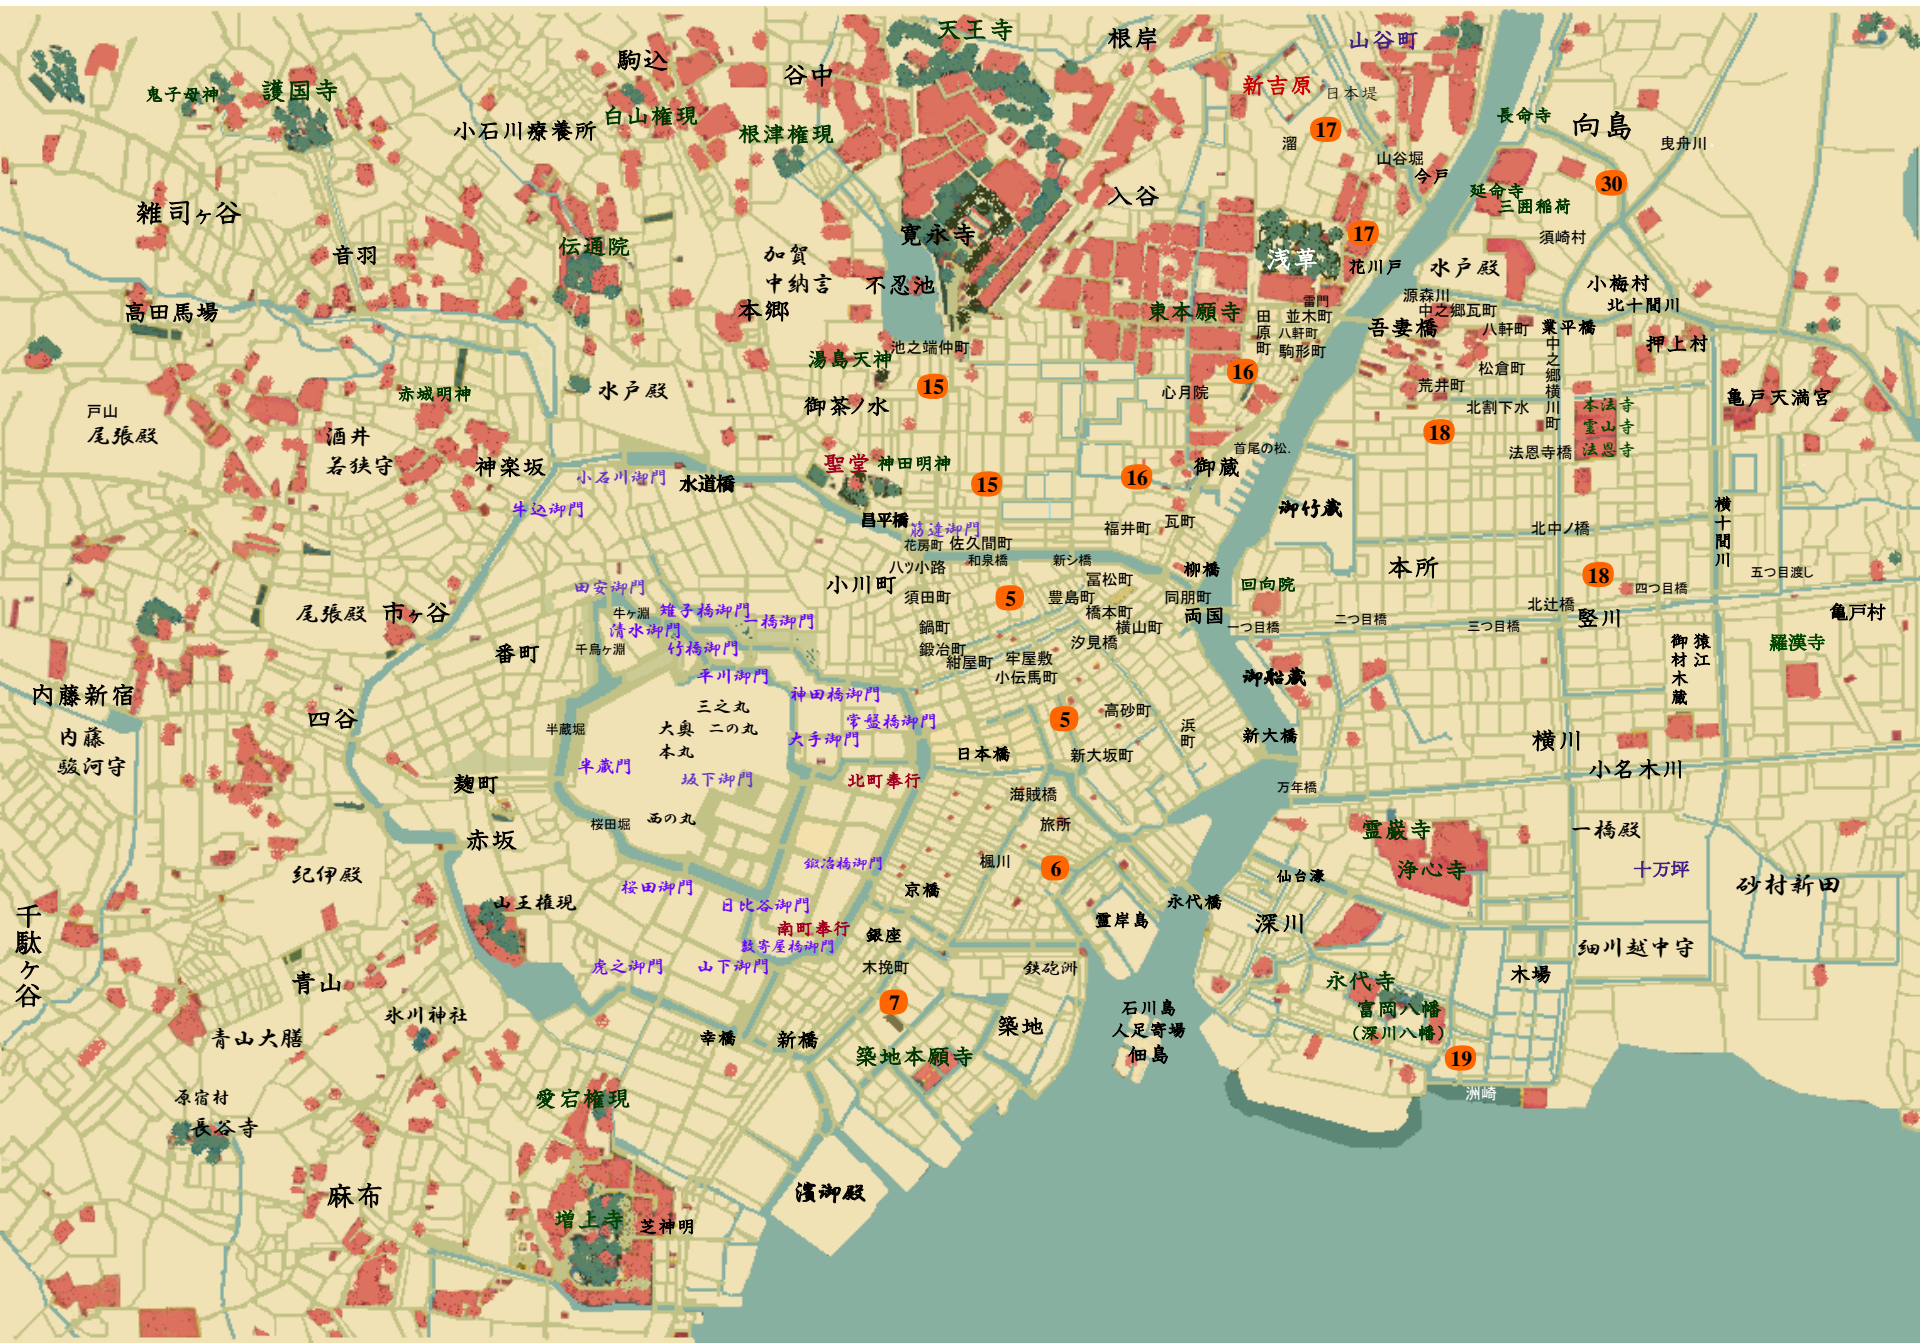 天王寺
根岸
山谷町
駒込
谷中
新吉原
日本堤
鬼子母神
護国寺
白山権現
小石川療養所
根津権現
17
溜
長命寺
向島
曳舟川
山谷堀
今戸
30
延命寺
三囲稲荷
入谷
雑司ヶ谷
伝通院
音羽
寛永寺
17
須崎村
加賀
中納言
不忍池
浅草
花川戸
水戸殿
高田馬場
本郷
東本願寺
雷門
並木町
田原町
八軒町
駒形町
源森川
中之郷瓦町
吾妻橋
八軒町
業平橋
小梅村
北十間川
押上村
湯島天神
池之端仲町
15
16
心月院
松倉町
荒井町
北割下水
中之郷横川町
本法寺
霊山寺
法恩寺
亀戸天満宮
赤城明神
水戸殿
御茶ノ水
戸山
尾張殿
酒井
若狭守
神楽坂
18
法恩寺橋
首尾の松.
御蔵
聖堂
神田明神
小石川御門
水道橋
牛込御門
15
16
御竹蔵
横十間川
昌平橋
筋違御門
花房町
佐久間町
福井町
瓦町
北中ノ橋
八ツ小路
和泉橋
新シ橋
柳橋
本所
田安御門
小川町
須田町
5
富松町
豊島町
橋本町
同朋町
回向院
18
四つ目橋
五つ目渡し
尾張殿
市ヶ谷
牛ヶ淵
雉子橋御門
一橋御門
清水御門
竹橋御門
鍋町
鍛冶町
紺屋町
牢屋敷
小伝馬町
横山町
汐見橋
両国
一つ目橋
二つ目橋
三つ目橋
北辻橋
竪川
亀戸村
番町
千鳥ヶ淵
平川御門
猿江
御材木蔵
羅漢寺
内藤新宿
神田橋御門
御船蔵
三之丸
大奥
二の丸
本丸
常盤橋御門
大手御門
四谷
半蔵堀
5
高砂町
浜町
新大橋
内藤
駿河守
半蔵門
坂下御門
北町奉行
日本橋
新大坂町
横川
小名木川
麹町
海賊橋
万年橋
赤坂
桜田堀
西の丸
旅所
霊巌寺
一橋殿
鍛冶橋御門
楓川
6
浄心寺
十万坪
砂村新田
紀伊殿
桜田御門
京橋
仙台濠
山王権現
日比谷御門
南町奉行
数寄屋橋御門
銀座
霊岸島
永代橋
深川
千駄ヶ谷
虎之御門
山下御門
木挽町
鉄砲洲
細川越中守
青山
7
木場
永代寺
富岡八幡
(深川八幡)
氷川神社
石川島
人足寄場
佃島
青山大膳
幸橋
新橋
築地
築地本願寺
19
洲崎
原宿村
長谷寺
愛宕権現
麻布
濱御殿
増上寺
芝神明